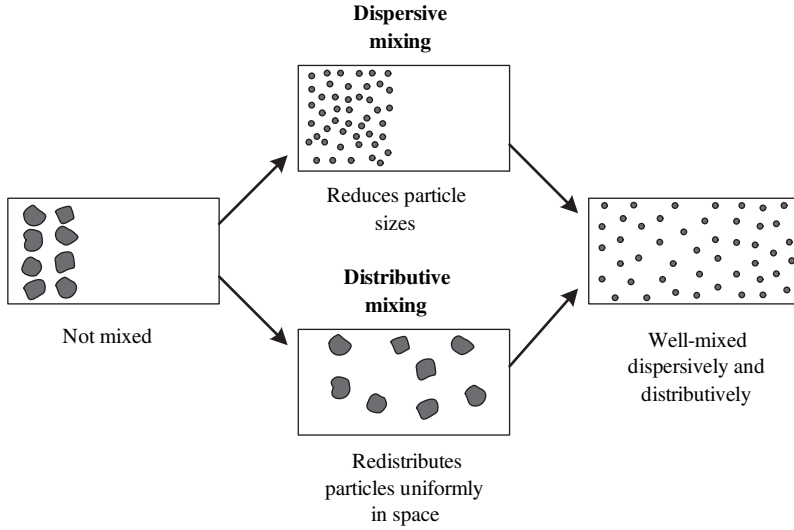 Dispersive
mixing
Reduces particle
sizes
Not mixed
Distributive
mixing
Redistributes
particles uniformly
in space
Well-mixed
dispersively and
distributively